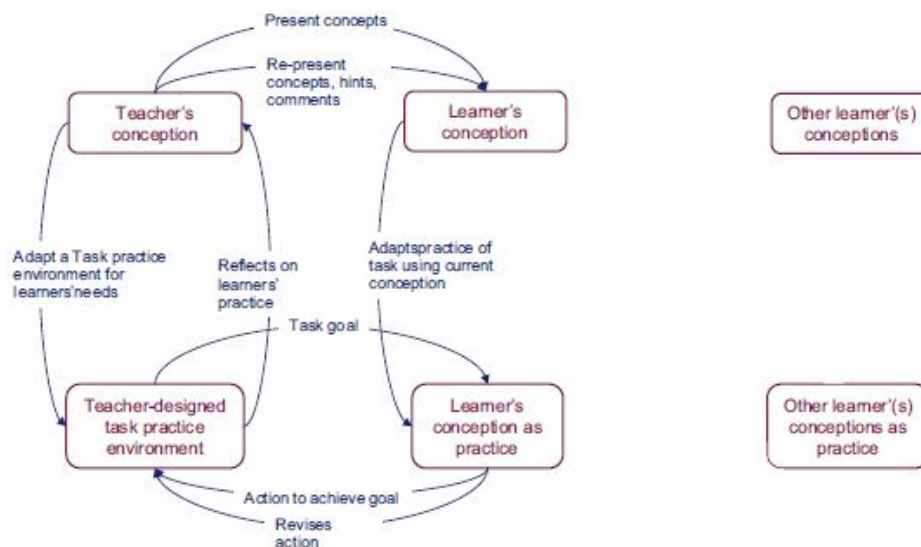 Present concepts
Re-present
concepts, hints,
comments
Teacher's
conception
Learner's
conception
Other learner'(s)
conceptions
Adapt a Task practice
environment for
learners'needs
Reflects on
learners'
practice
Adaptspractice of
task using current
conception
Task goal
Teacher-designed
task practice
environment
Learner's
conception as
practice
Other learner'(s)
conceptions as
practice
Action to achieve goal
Revises
action